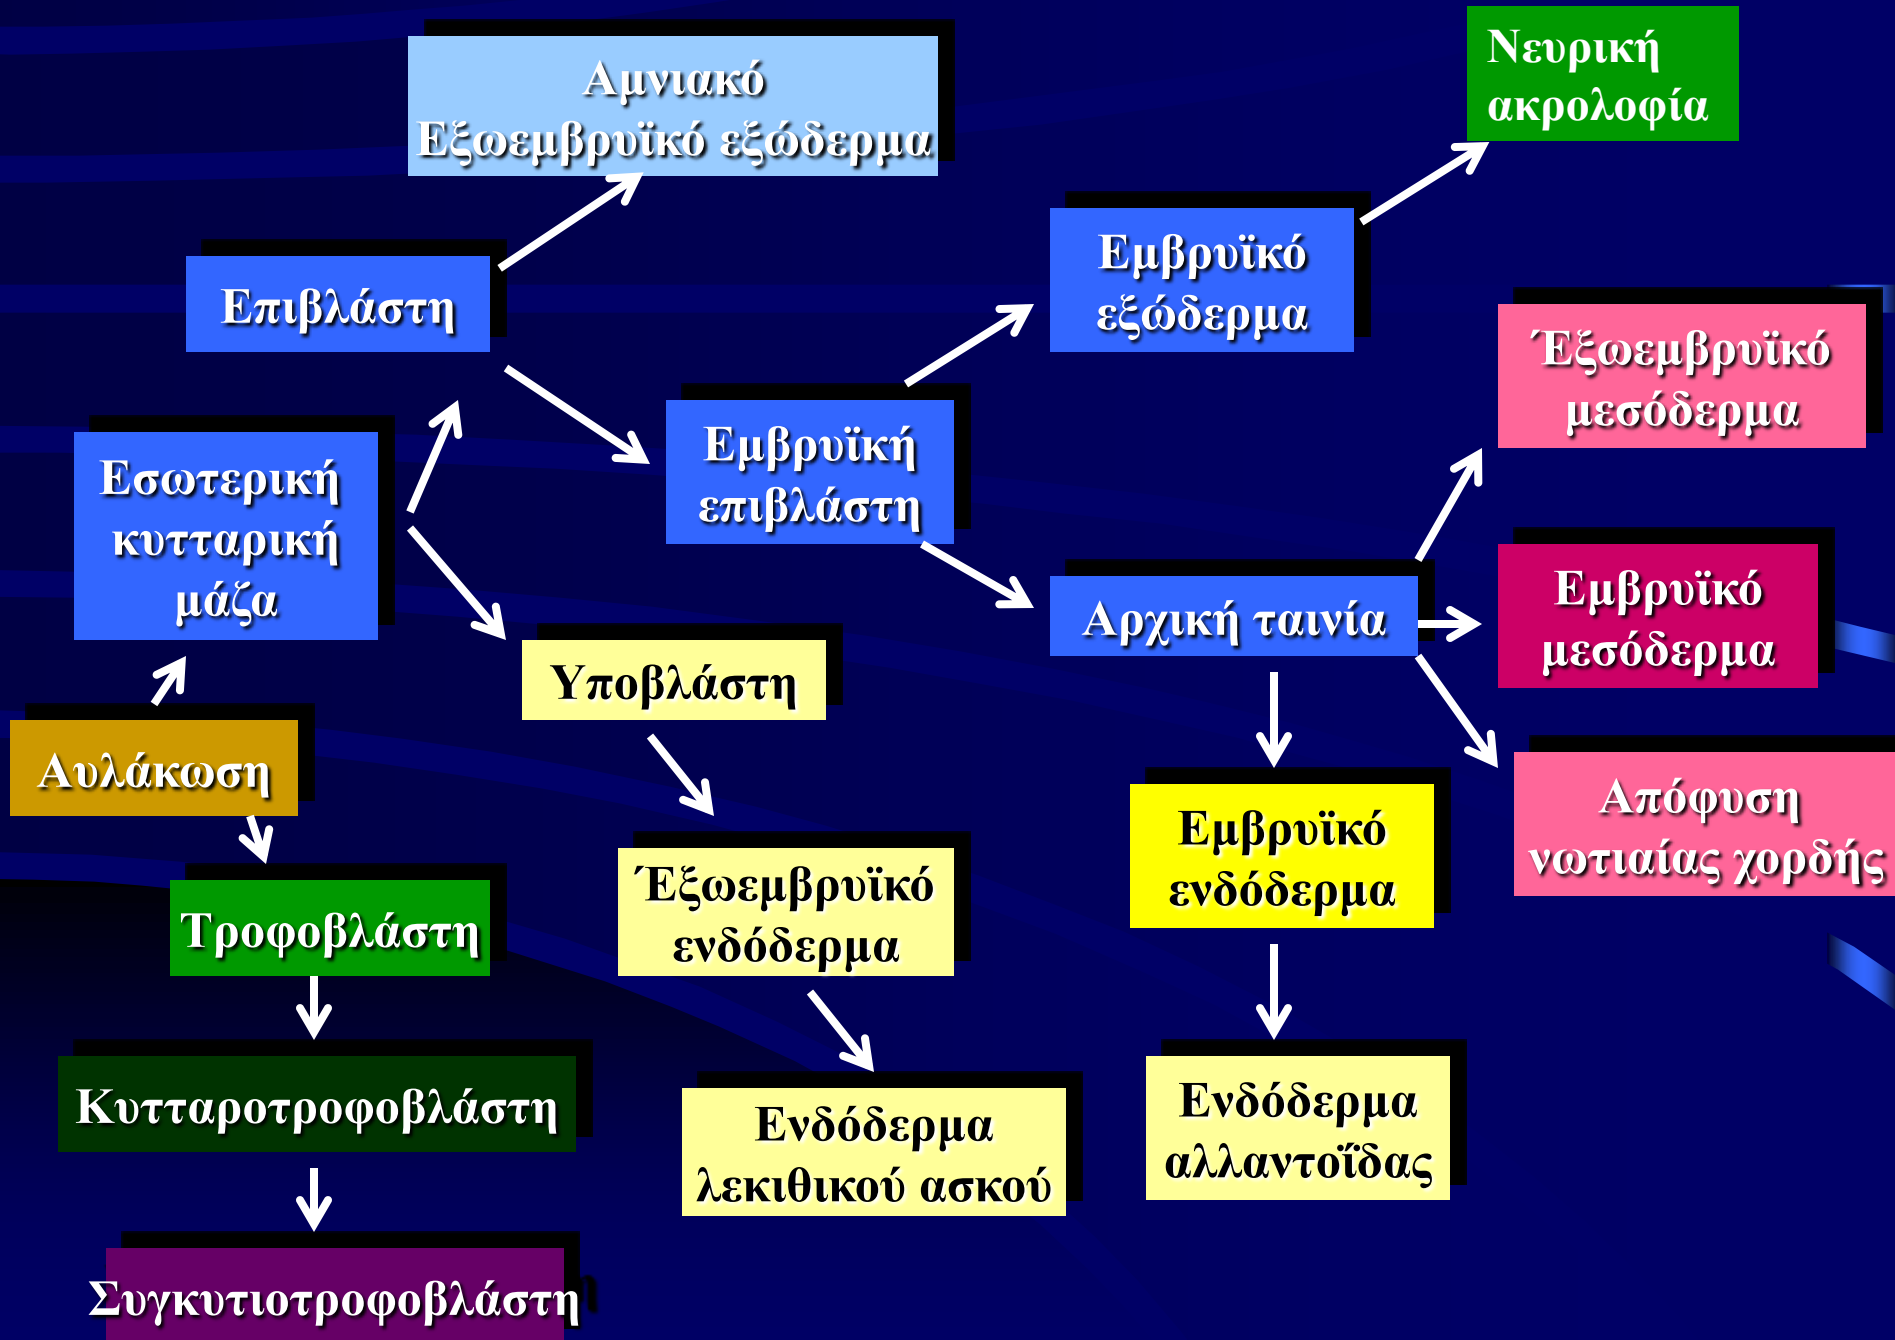 Αμνιακό
Εξωεμβρυϊκό εξώδερμα
Νευρική
ακρολοφία
Επιβλάστη
Εμβρυϊκό
εξώδερμα
Έξωεμβρυϊκό
μεσόδερμα
Εσωτερική
κυτταρική
μάζα
Εμβρυϊκή
επιβλάστη
Αρχική ταινία
Εμβρυϊκό
μεσόδερμα
Υποβλάστη
Αυλάκωση
Εμβρυϊκό
ενδόδερμα
Απόφυση
νωτιαίας χορδής
Τροφοβλάστη
Έξωεμβρυϊκό
ενδόδερμα
Κυτταροτροφοβλάστη
Ενδόδερμα
λεκιθικού ασκού
Ενδόδερμα
αλλαντοΐδας
Συγκυτιοτροφοβλάστη